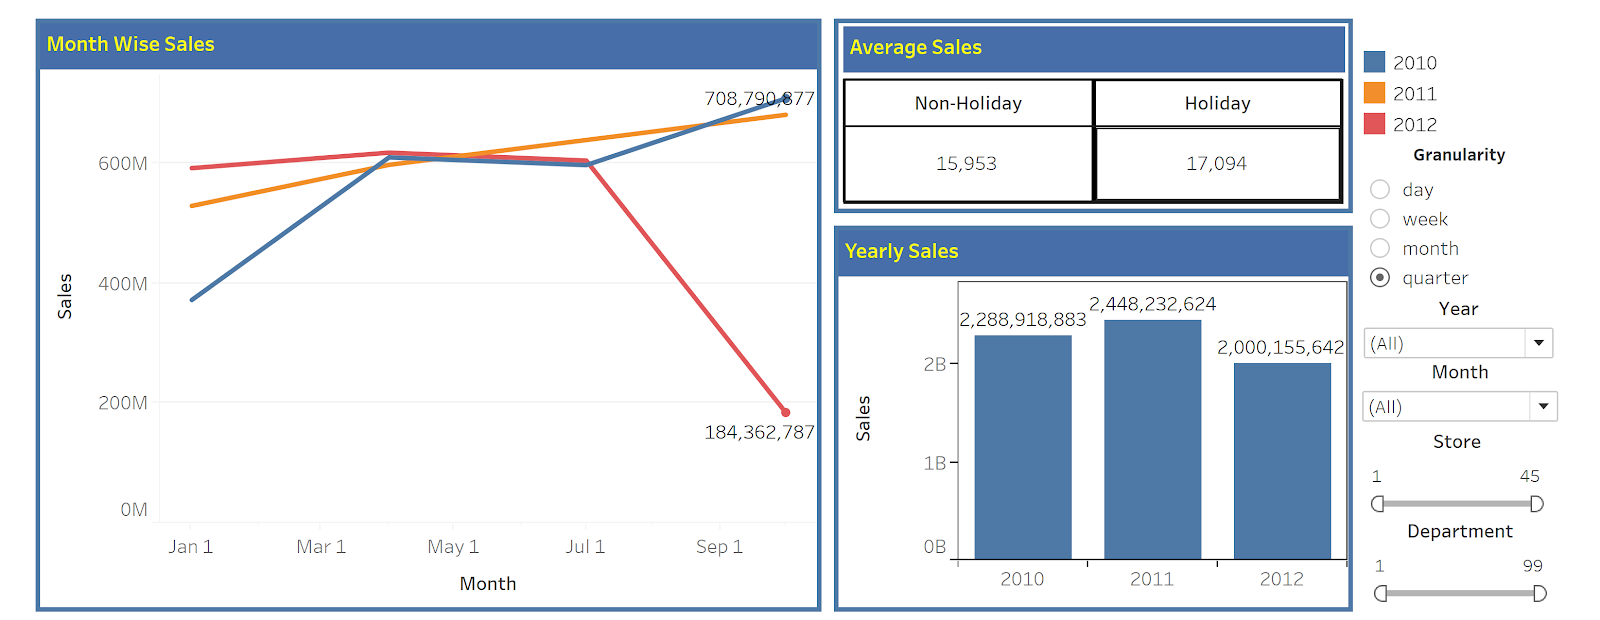 Month Wise Sales
708,790,877
600M
400M
200M
0M
184,362,787
Sales
Jan 1
Mar 1
May 1
Jul 1
Sep 1
Month
Average Sales
Non-Holiday
Holiday
15,953
17,094
Yearly Sales
2,288,918,883
2,448,232,624
2,000,155,642
2B
1B
0B
Sales
2010
2011
2012
2010
2011
2012
Granularity
day
week
month
quarter
Year
(All)
Month
(All)
Store
1
45
Department
1
99